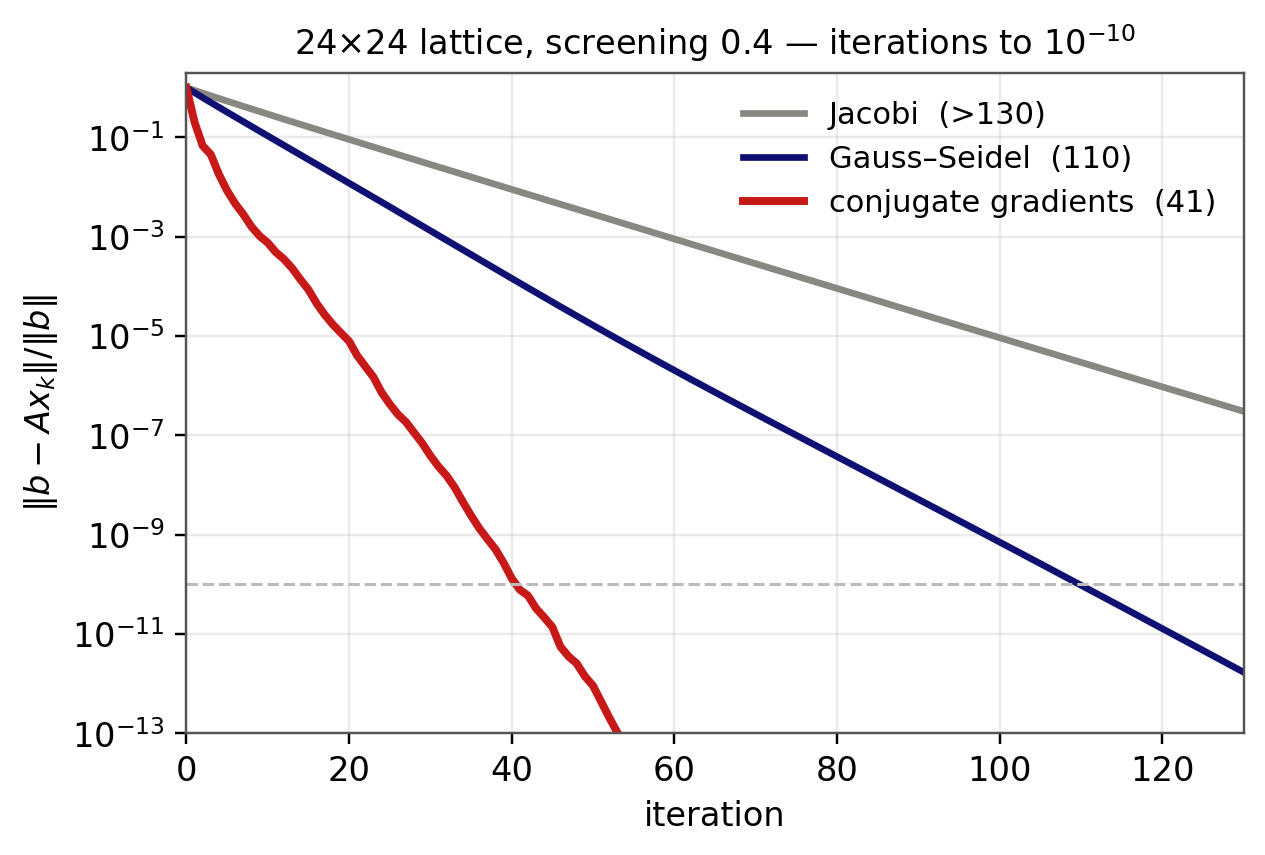 24×24 lattice, screening 0.4 — iterations to 10⁻¹⁰
Jacobi (>130)
Gauss–Seidel (110)
conjugate gradients (41)
10⁻¹
10⁻³
10⁻⁵
10⁻⁷
10⁻⁹
10⁻¹¹
10⁻¹³
‖b − Axₖ‖/‖b‖
0 20 40 60 80 100 120
iteration